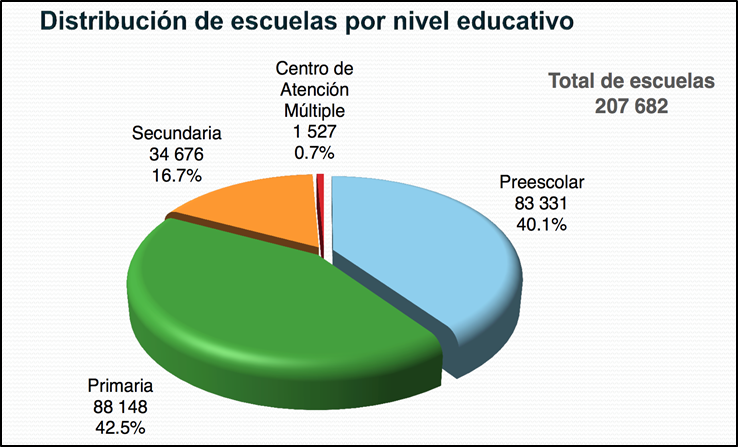 Distribución de escuelas por nivel educativo
Total de escuelas
207 682
Centro de
Atención
Múltiple
1 527
0.7%
Secundaria
34 676
16.7%
Preescolar
83 331
40.1%
Primaria
88 148
42.5%